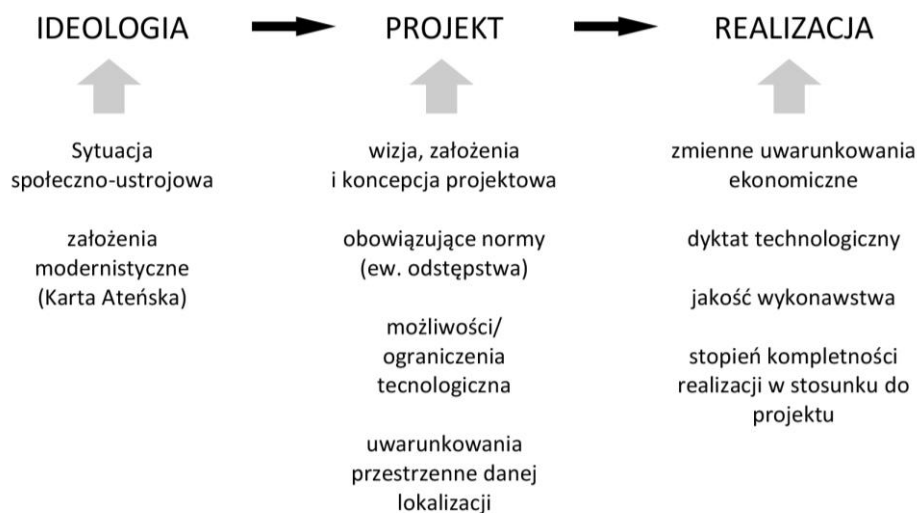 IDEOLOGIA
PROJEKT
REALIZACJA
Sytuacja
społeczno-ustrojowa
założenia
modernistyczne
(Karta Ateńska)
wizja, założenia
i koncepcja projektowa
obowiązujące normy
(ew. odstępstwa)
możliwości/
ograniczenia
tecnologiczna
uwarunkowania
przestrzenne danej
lokalizacji
zmienne uwarunkowania
ekonomiczne
dyktat technologiczny
jakość wykonawstwa
stopień kompletności
realizacji w stosunku do
projektu